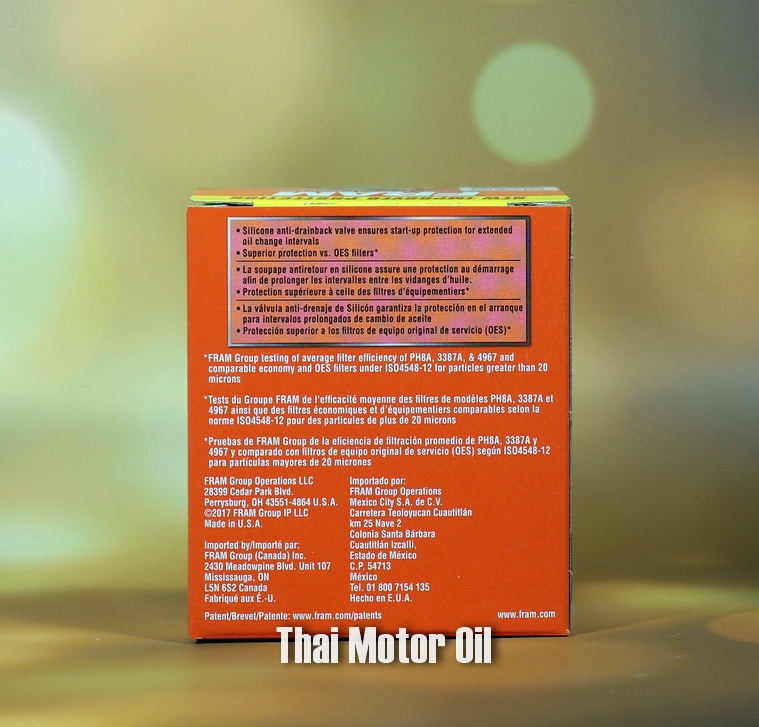 NEW IMPROVED PROTECTION
FRAM
• Silicone anti-drainback valve ensures start-up protection for extended
oil change intervals
• Superior protection vs. OES filters*
• La soupape antiretour en silicone assure une protection au démarrage
afin de prolonger les intervalles entre les vidanges d'huile.
• Protection supérieure à celle des filtres d'équipementiers*
• La válvula anti-drenaje de Silicón garantiza la protección en el arranque
para intervalos prolongados de cambio de aceite
• Protección superior a los filtros de equipo original de servicio (OES)*
*FRAM Group testing of average filter efficiency of PH8A, 3387A, & 4967 and
comparable economy and OES filters under ISO4548-12 for particles greater than 20
microns
*Tests du Groupe FRAM de l'efficacité moyenne des filtres de modèles PH8A, 3387A et
4967 ainsi que des filtres économiques et d'équipementiers comparables selon la
norme ISO4548-12 pour des particules de plus de 20 microns
*Pruebas de FRAM Group de la eficiencia de filtración promedio de PH8A, 3387A y
4967 y comparado con filtros de equipo original de servicio (OES) según ISO4548-12
para partículas mayores de 20 micrones
FRAM Group Operations LLC
28399 Cedar Park Blvd.
Perrysburg, OH 43551-4864 U.S.A.
©2017 FRAM Group IP LLC
Made in U.S.A.
Imported by/Importé par:
FRAM Group (Canada) Inc.
2430 Meadowpine Blvd. Unit 107
Mississauga, ON
L5N 6S2 Canada
Fabriqué aux É.-U.
Importado por:
FRAM Group Operations
Mexico City S.A. de C.V.
Carretera Teoloyucan Cuautitlán
km 25 Nave 2
Colonia Santa Bárbara
Cuautitlán Izcalli,
Estado de México
C.P. 54713
México
Tel. 01 800 7154 135
Hecho en E.U.A.
Patent/Brevet/Patente: www.fram.com/patents
www.fram.com
Thai Motor Oil